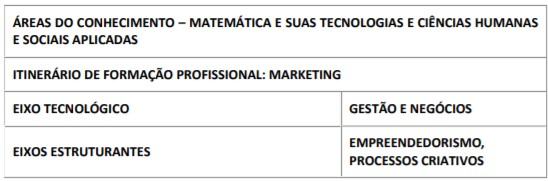 ÁREAS DO CONHECIMENTO – MATEMÁTICA E SUAS TECNOLOGIAS E CIÊNCIAS HUMANAS
E SOCIAIS APLICADAS
ITINERÁRIO DE FORMAÇÃO PROFISSIONAL: MARKETING
EIXO TECNOLÓGICO
GESTÃO E NEGÓCIOS
EIXOS ESTRUTURANTES
EMPREENDEDORISMO,
PROCESSOS CRIATIVOS